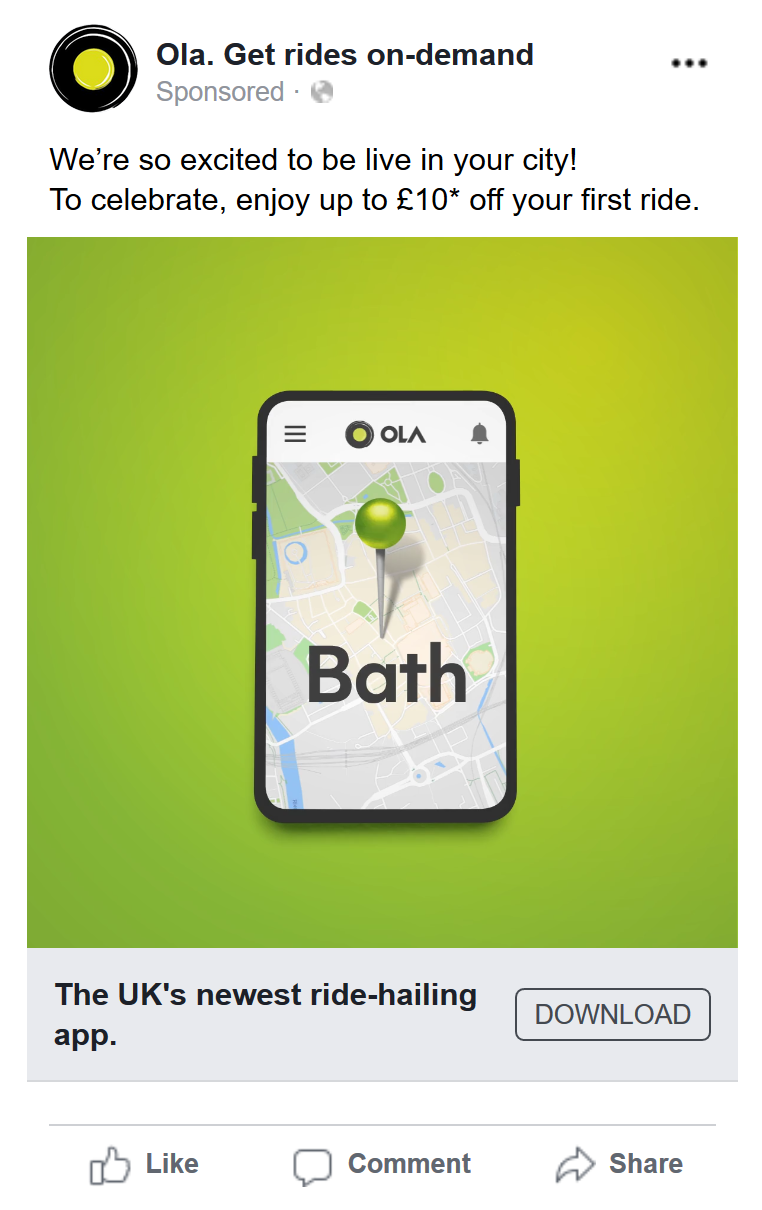 Ola. Get rides on-demand
Sponsored ·
We’re so excited to be live in your city!
To celebrate, enjoy up to £10* off your first ride.
OLA
Bath
The UK's newest ride-hailing
app.
DOWNLOAD
Like Comment Share